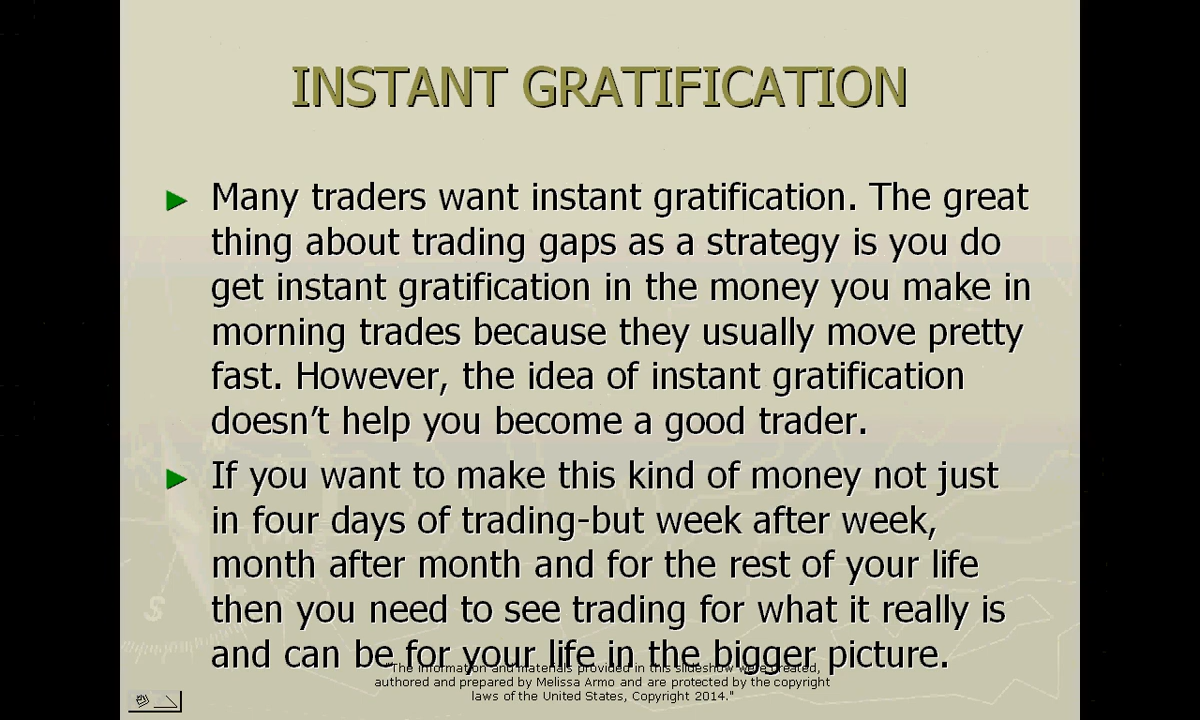 INSTANT GRATIFICATION
Many traders want instant gratification. The great
thing about trading gaps as a strategy is you do
get instant gratification in the money you make in
morning trades because they usually move pretty
fast. However, the idea of instant gratification
doesn't help you become a good trader.
If you want to make this kind of money not just
in four days of trading-but week after week,
month after month and for the rest of your life
then you need to see trading for what it really is
and can be for your life in the bigger picture.
"The information and materials provided in this slideshow were created,
authored and prepared by Melissa Armo and are protected by the copyright
laws of the United States, Copyright 2014."
S